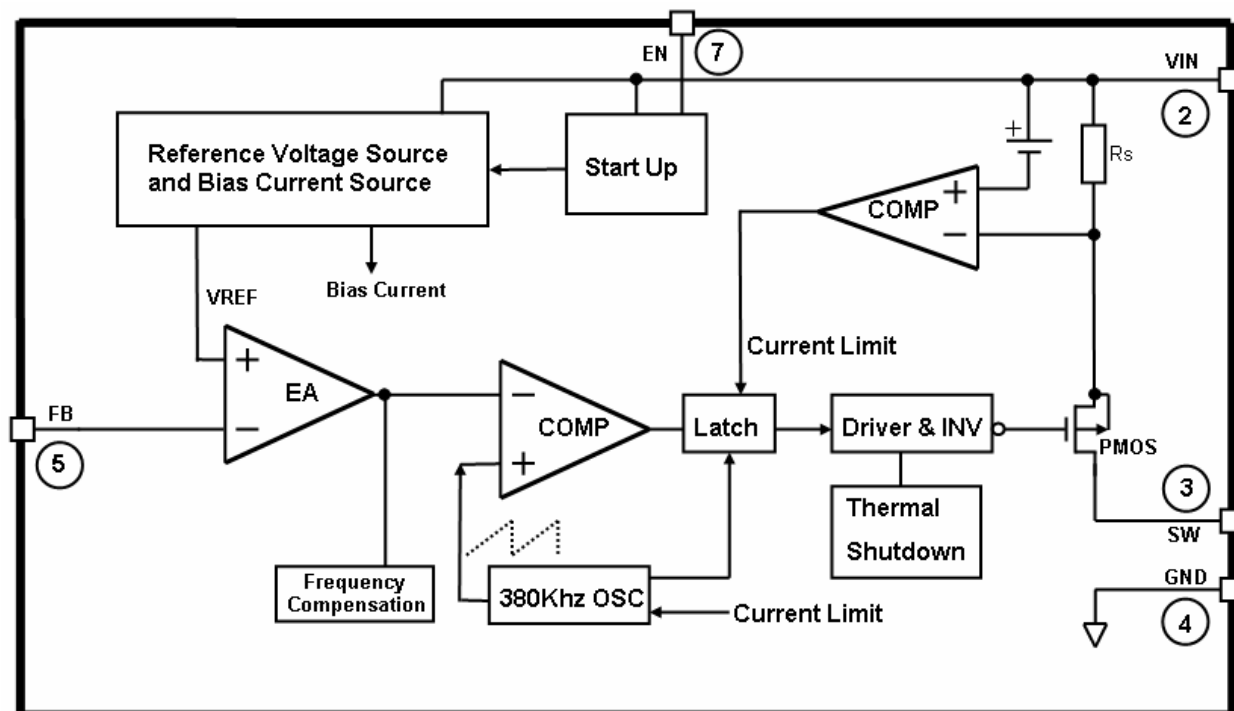 EN
7
VIN
2
Reference Voltage Source
and Bias Current Source
Start Up
+
Rs
COMP
+
−
VREF
Bias Current
Current Limit
+
EA
−
FB
5
−
COMP
+
Latch
Driver & INV
PMOS
3
SW
Thermal
Shutdown
Frequency
Compensation
380Khz OSC
Current Limit
GND
4